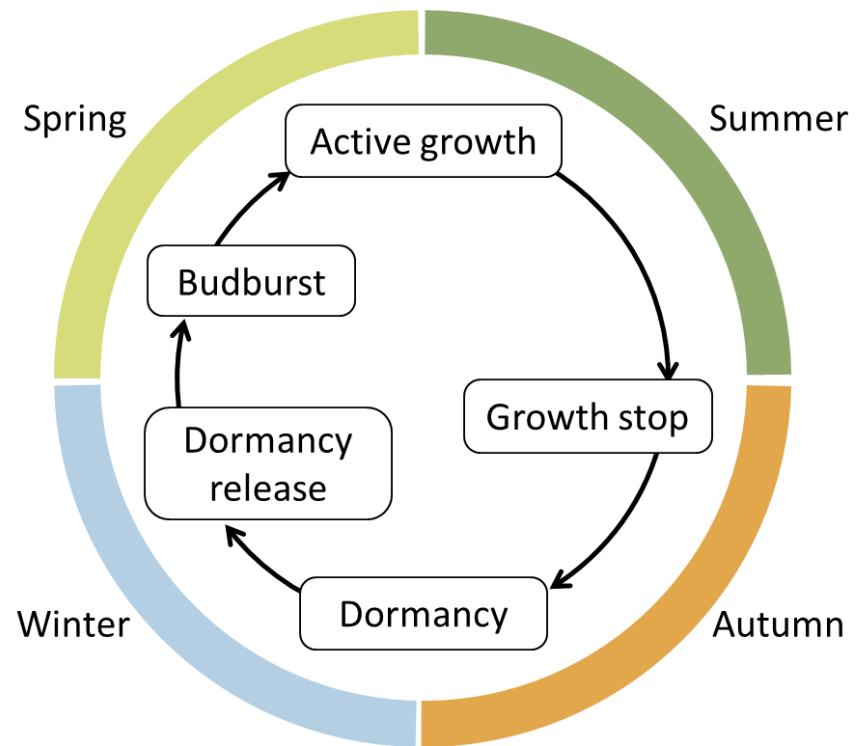 Spring
Summer
Active growth
Budburst
Growth stop
Dormancy
release
Dormancy
Winter
Autumn